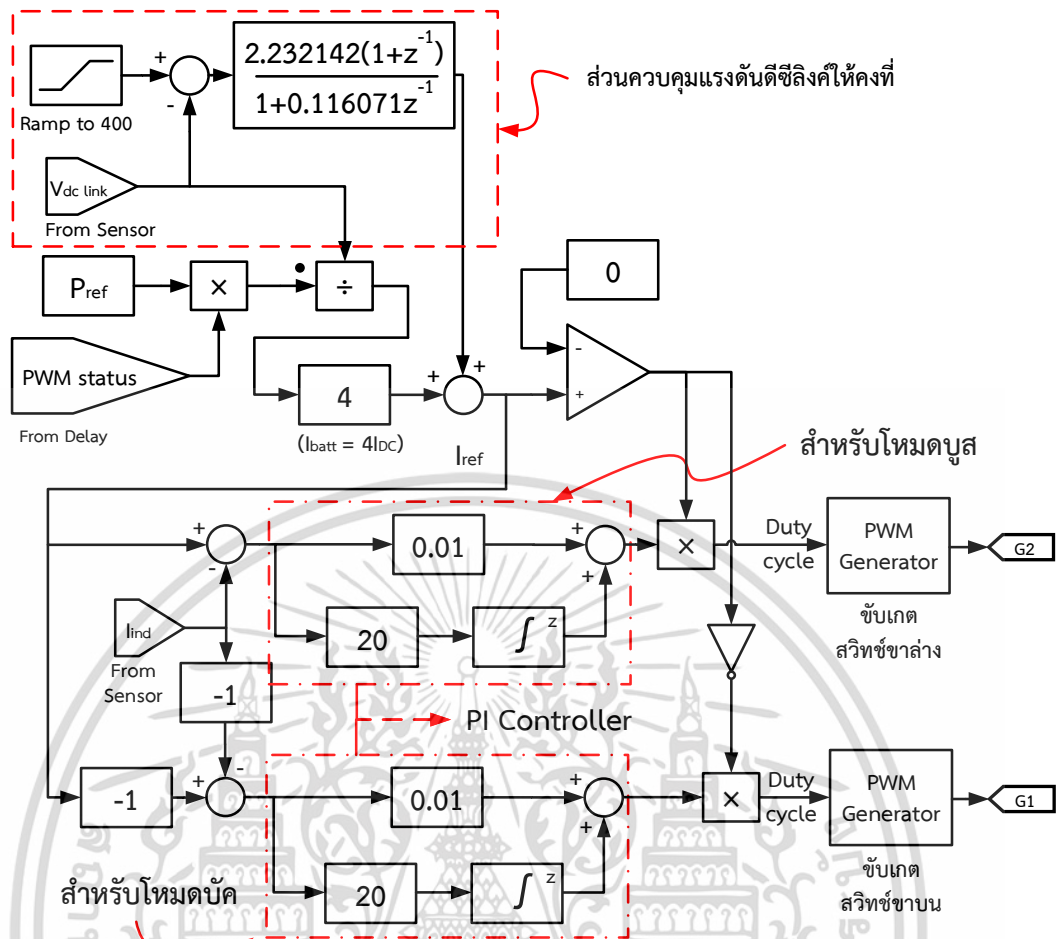 2.232142(1+z⁻¹)
1+0.116071z⁻¹
+
-
Ramp to 400
ส่วนควบคุมแรงดันดีซีลิงค์ให้คงที่
Vdc link
From Sensor
Pref
×
÷
0
PWM status
From Delay
4
+
+
-
+
(Ibatt = 4IDC)
Iref
สำหรับโหมดบูส
+
-
0.01
+
+
×
Duty
cycle
PWM
Generator
G2
ขับเกต
สวิทช์ขาล่าง
20
∫ z
Iind
From
Sensor
-1
PI Controller
-1
+
-
0.01
+
+
×
Duty
cycle
PWM
Generator
G1
ขับเกต
สวิทช์ขาบน
20
∫ z
สำหรับโหมดบัค